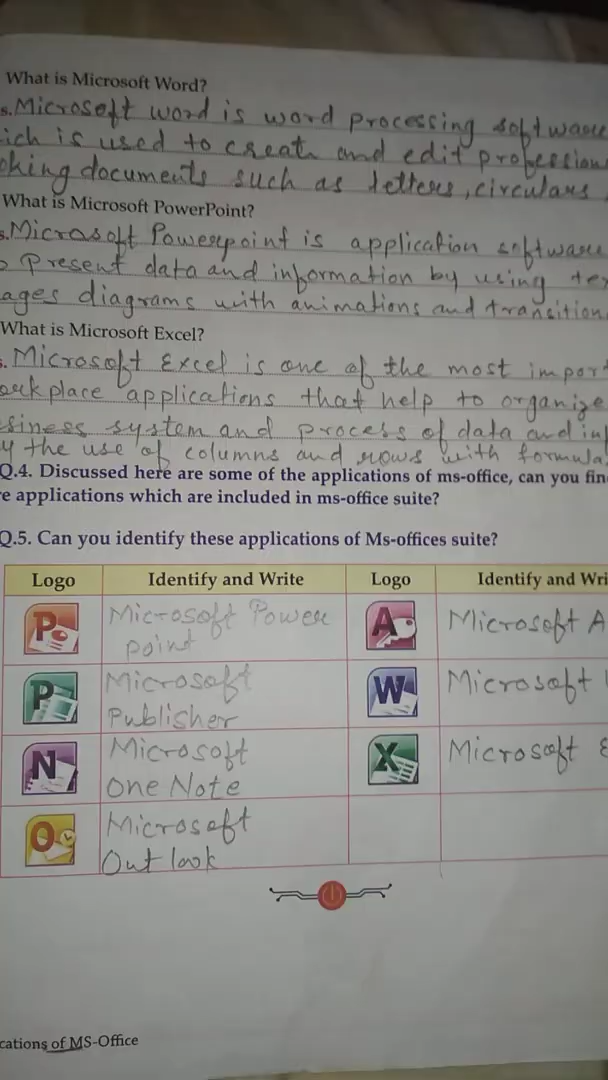 What is Microsoft Word?
s. Microsoft word is word processing software
ich is used to create and edit profession
oking documents such as letters, circulars,
What is Microsoft PowerPoint?
s. Microsoft Powerpoint is application software
o Present data and information by using tex
ages diagrams with animations and transition
What is Microsoft Excel?
s. Microsoft Excel is one of the most import
orkplace applications that help to organize
siness system and process of data and inf
y the use of columns and rows with formula
Q.4. Discussed here are some of the applications of ms-office, can you fin
re applications which are included in ms-office suite?
Q.5. Can you identify these applications of Ms-offices suite?
Logo Identify and Write Logo Identify and Wri
P Microsoft Power point A Microsoft A
P Microsoft Publisher W Microsoft
N Microsoft One Note X Microsoft E
O Microsoft Out look
cations of MS-Office